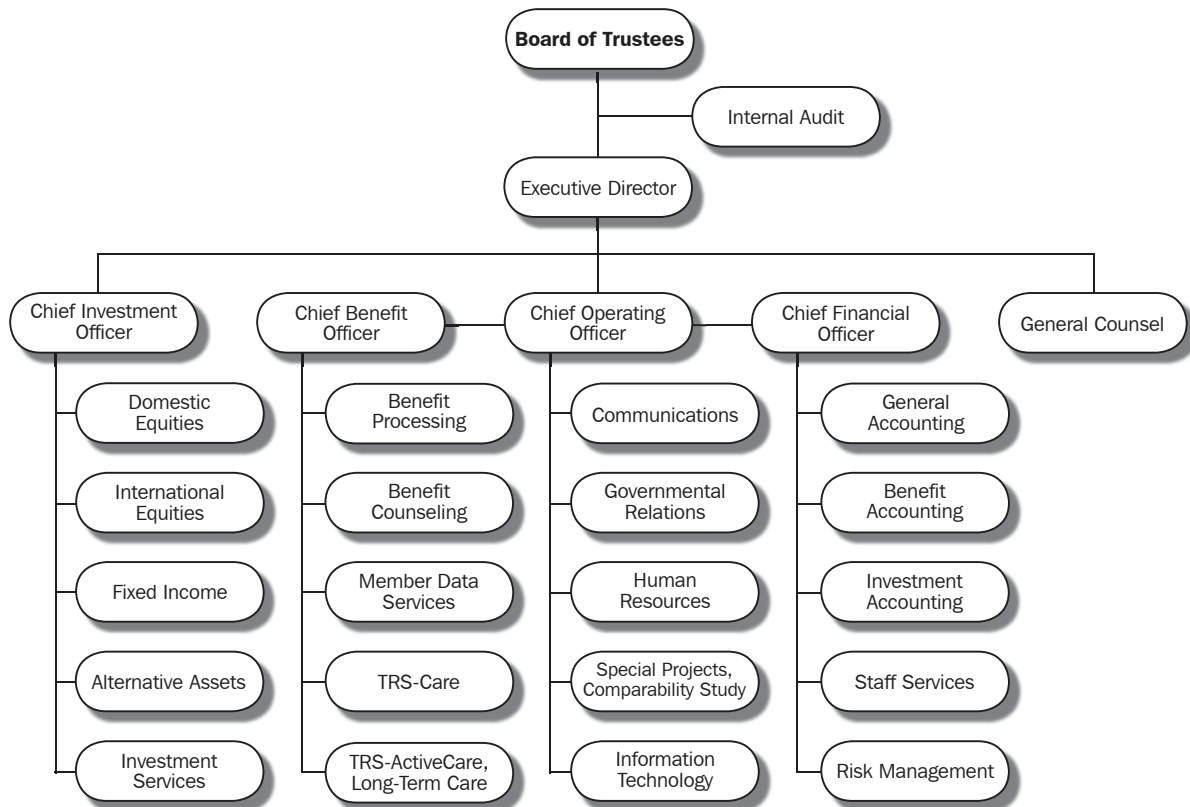 Board of Trustees
Internal Audit
Executive Director
Chief Investment
Officer
Chief Benefit
Officer
Chief Operating
Officer
Chief Financial
Officer
General Counsel
Domestic
Equities
International
Equities
Fixed Income
Alternative Assets
Investment
Services
Benefit
Processing
Benefit
Counseling
Member Data
Services
TRS-Care
TRS-ActiveCare,
Long-Term Care
Communications
Governmental
Relations
Human
Resources
Special Projects,
Comparability Study
Information
Technology
General
Accounting
Benefit
Accounting
Investment
Accounting
Staff Services
Risk Management